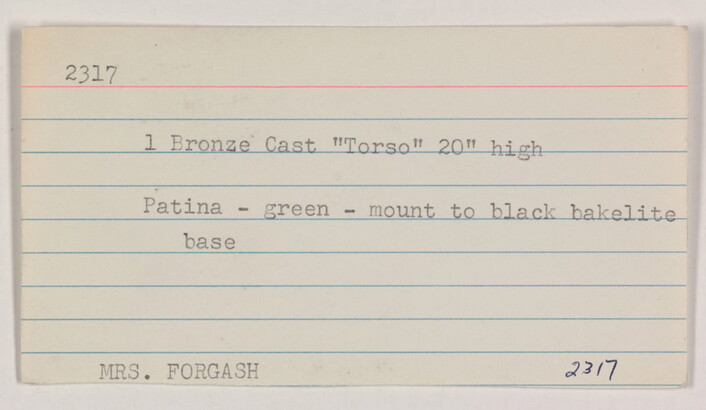 2317
1 Bronze Cast "Torso" 20" high
Patina - green - mount to black bakelite
base
MRS. FORGASH 2317